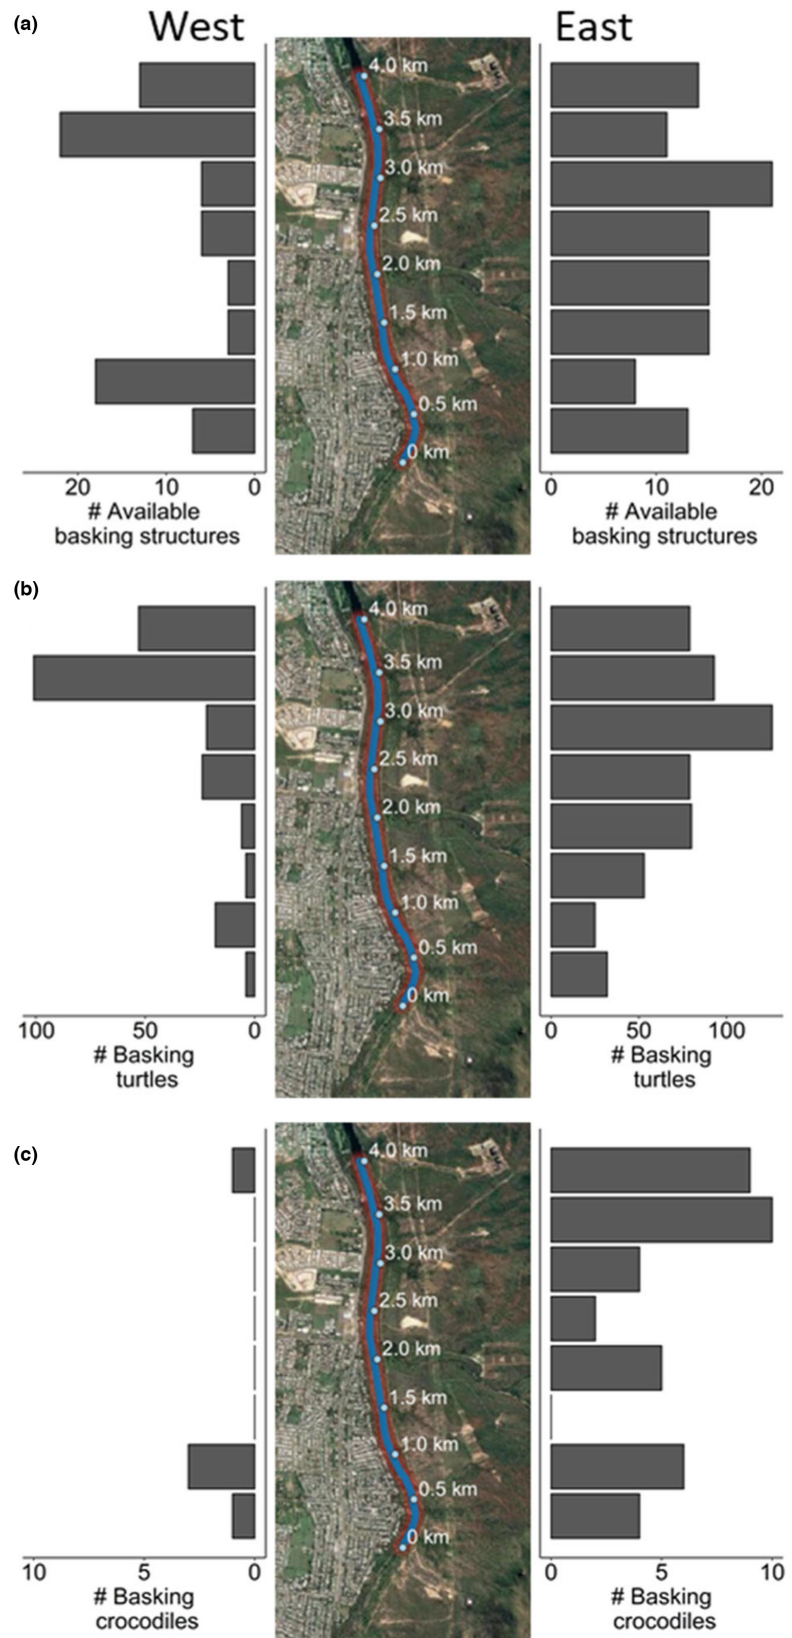 (a)
West
East
4.0 km
3.5 km
3.0 km
2.5 km
2.0 km
1.5 km
1.0 km
0.5 km
0 km
20 10 0
0 10 20
# Available
basking structures
# Available
basking structures
(b)
4.0 km
3.5 km
3.0 km
2.5 km
2.0 km
1.5 km
1.0 km
0.5 km
0 km
100 50 0
0 50 100
# Basking
turtles
# Basking
turtles
(c)
4.0 km
3.5 km
3.0 km
2.5 km
2.0 km
1.5 km
1.0 km
0.5 km
0 km
10 5 0
0 5 10
# Basking
crocodiles
# Basking
crocodiles